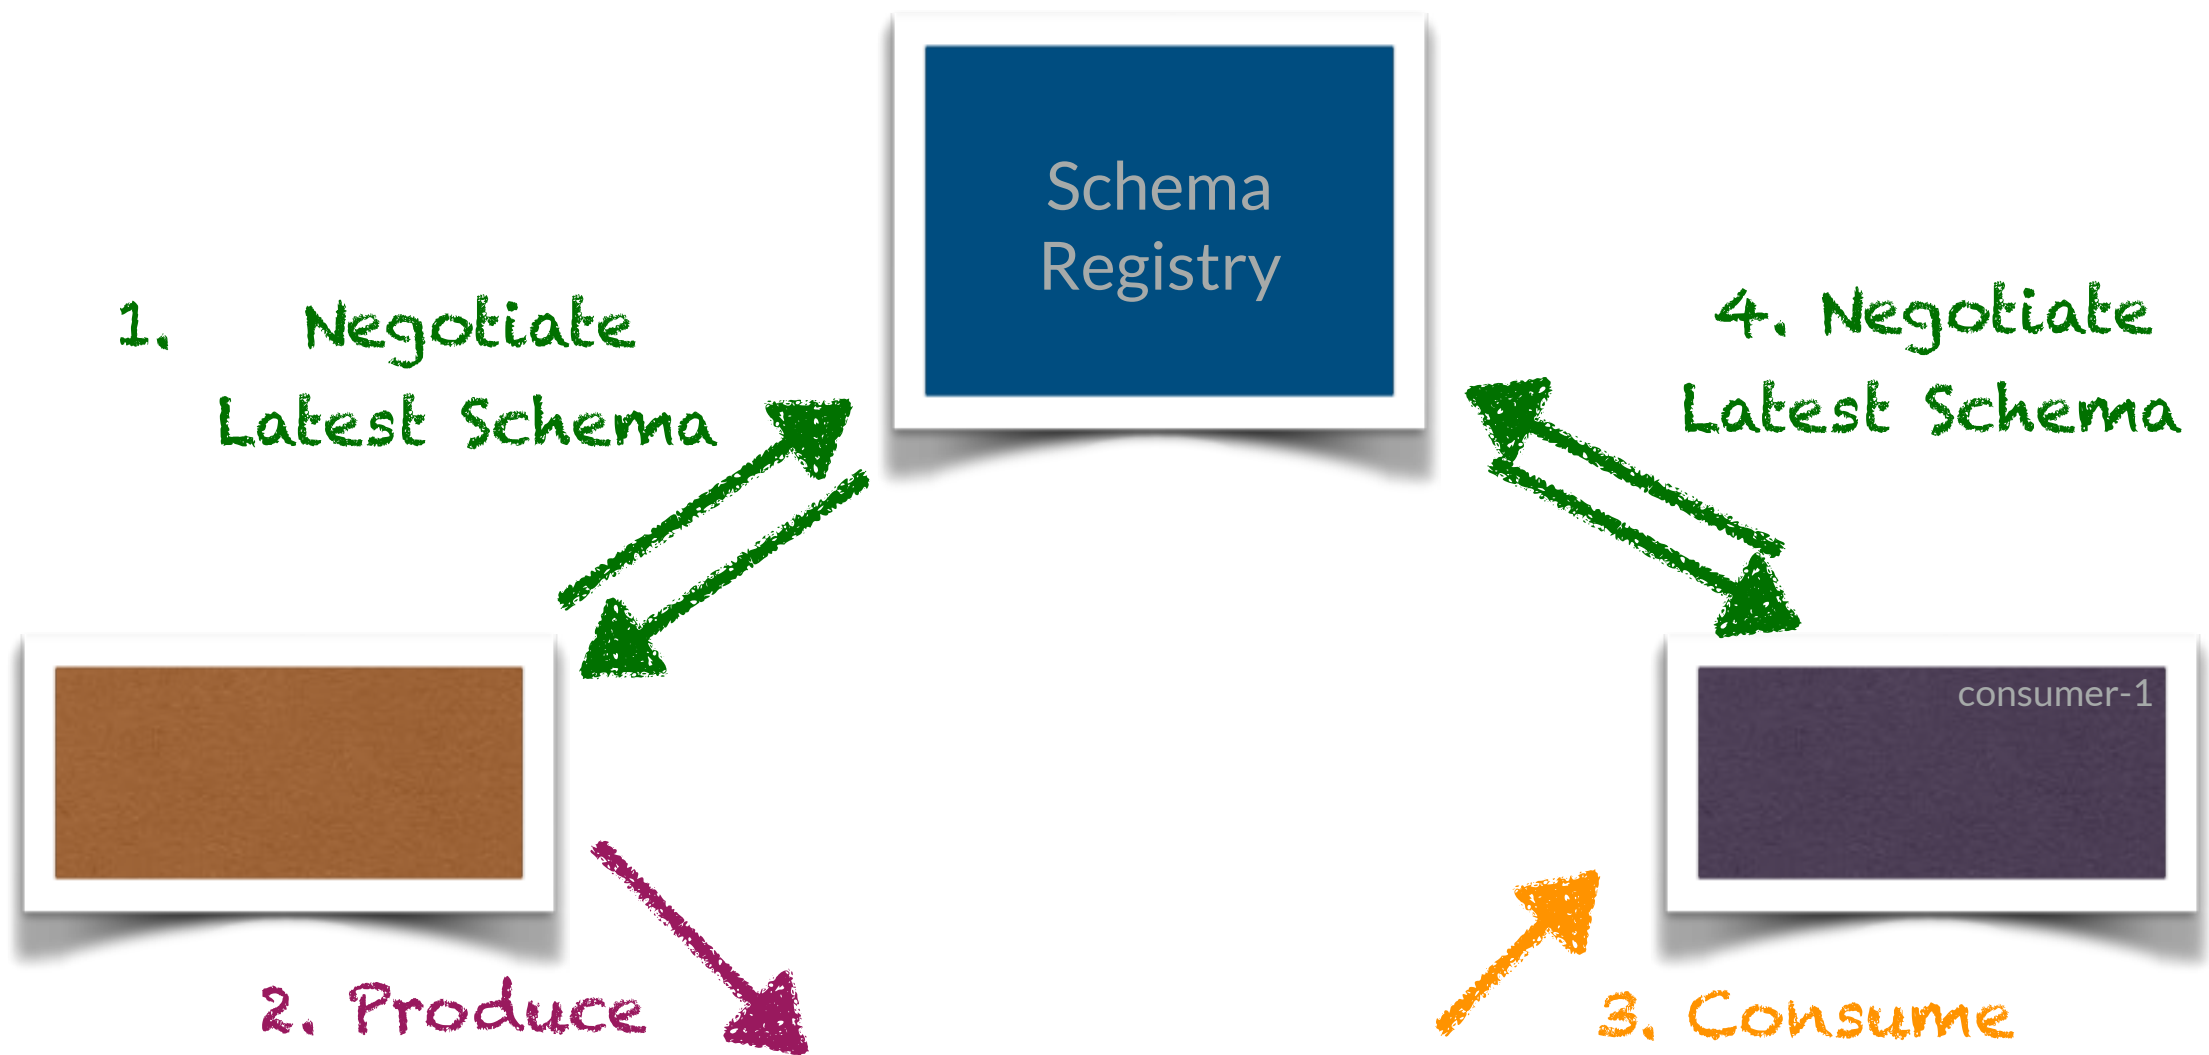 Schema
Registry
1. Negotiate
Latest Schema
4. Negotiate
Latest Schema
consumer-1
2. Produce
3. Consume